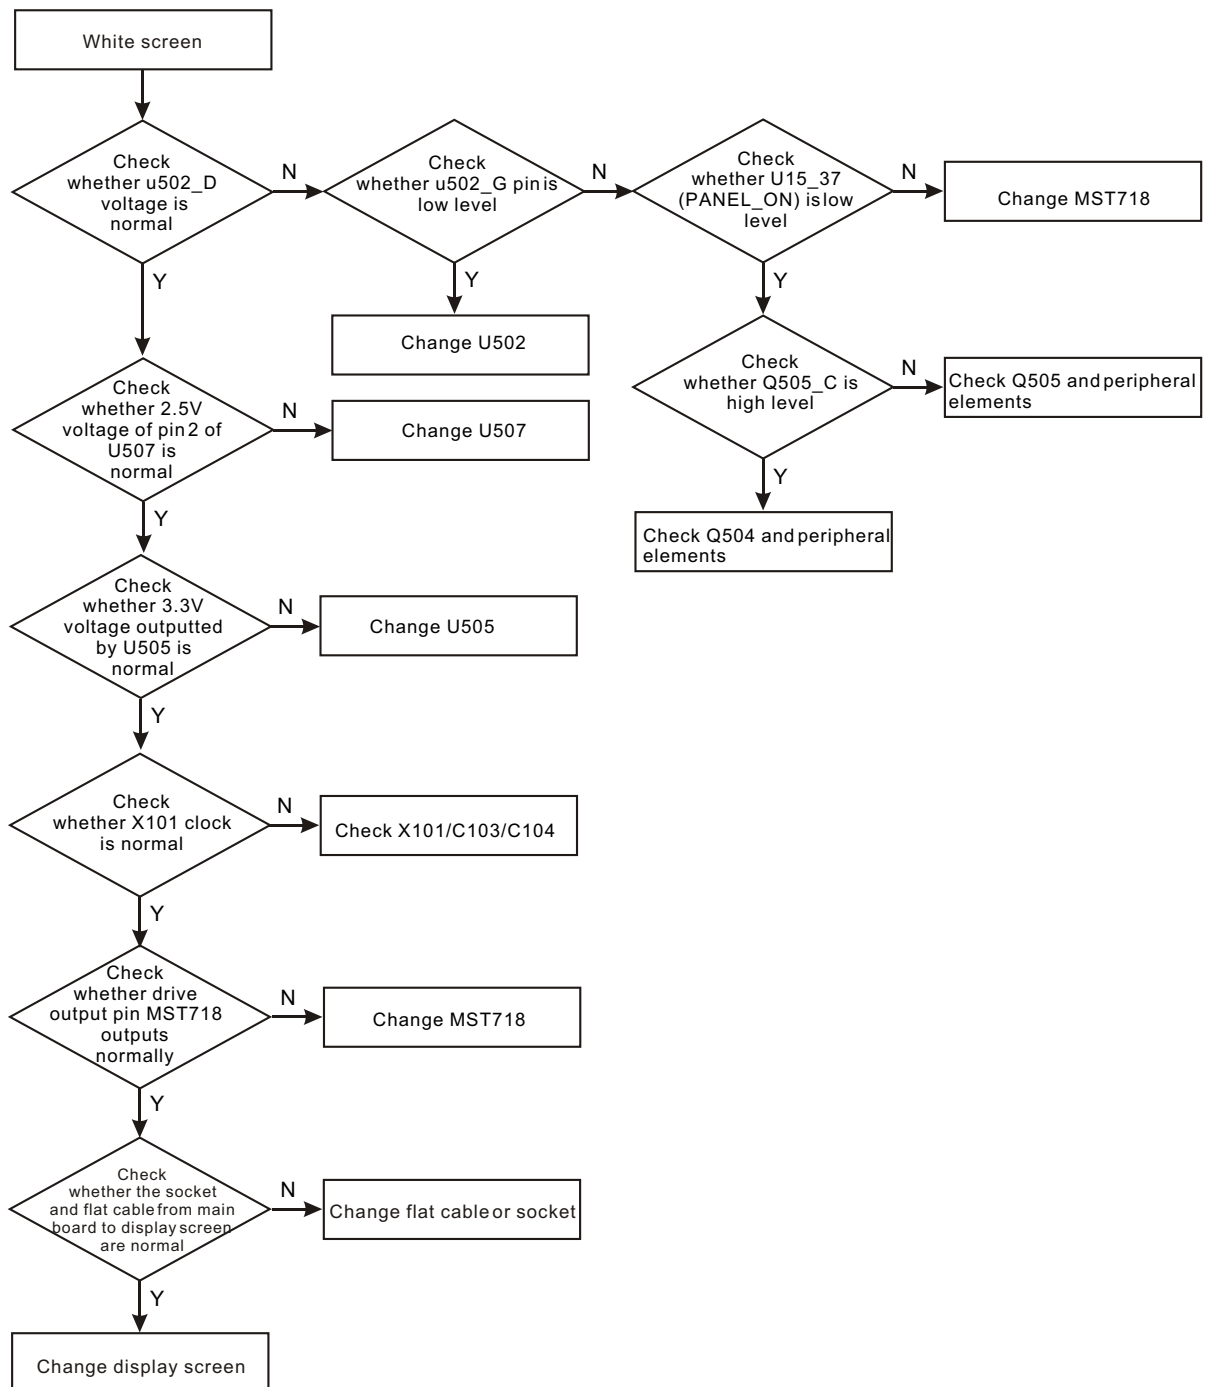 White screen
Check
whether u502_D
voltage is
normal
N
Check
whether u502_G pin is
low level
N
Check
whether U15_37
(PANEL_ON) is low
level
N
Change MST718
Y
Y
Y
Change U502
Check
whether Q505_C is
high level
N
Check Q505 and peripheral
elements
Y
Check Q504 and peripheral
elements
Check
whether 2.5V
voltage of pin 2 of
U507 is
normal
N
Change U507
Y
Check
whether 3.3V
voltage outputted
by U505 is
normal
N
Change U505
Y
Check
whether X101 clock
is normal
N
Check X101/C103/C104
Y
Check
whether drive
output pin MST718
outputs
normally
N
Change MST718
Y
Check
whether the socket
and flat cable from main
board to display screen
are normal
N
Change flat cable or socket
Y
Change display screen